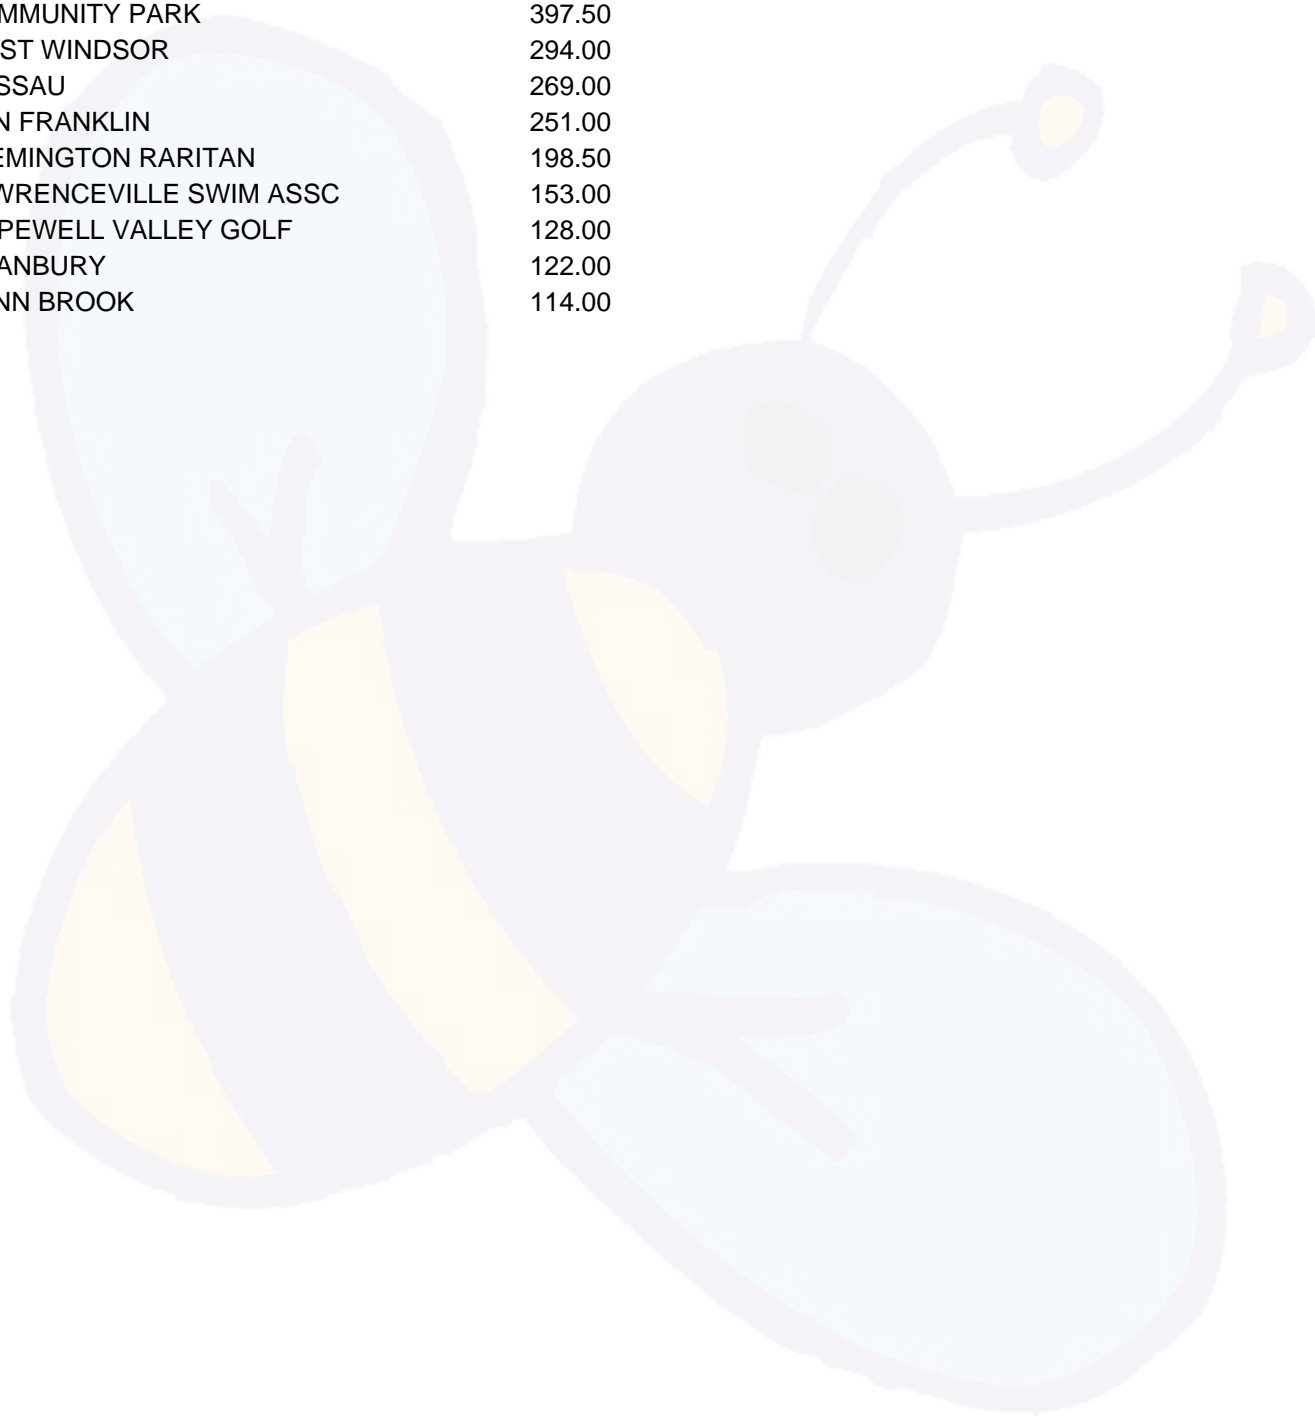 MMUNITY PARK 397.50
ST WINDSOR 294.00
SSAU 269.00
N FRANKLIN 251.00
EMINGTON RARITAN 198.50
WRENCEVILLE SWIM ASSC 153.00
PEWELL VALLEY GOLF 128.00
ANBURY 122.00
NN BROOK 114.00